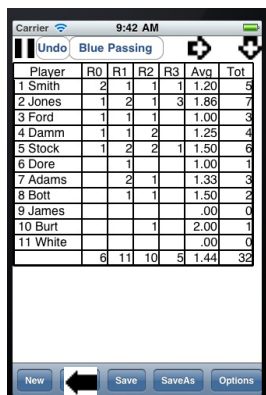 Carrier 9:42 AM
Undo Blue Passing
Player R0 R1 R2 R3 Avg Tot
1 Smith 2 1 1 1 1.20 5
2 Jones 1 2 1 3 1.86 7
3 Ford 1 1 1 1.00 3
4 Damm 1 1 2 1.25 4
5 Stock 1 2 2 1 1.50 6
6 Dore 1 1.00 1
7 Adams 2 1 1.33 3
8 Bott 1 1 1.50 2
9 James .00 0
10 Burt 1 2.00 1
11 White .00 0
6 11 10 5 1.44 32
New Save SaveAs Options